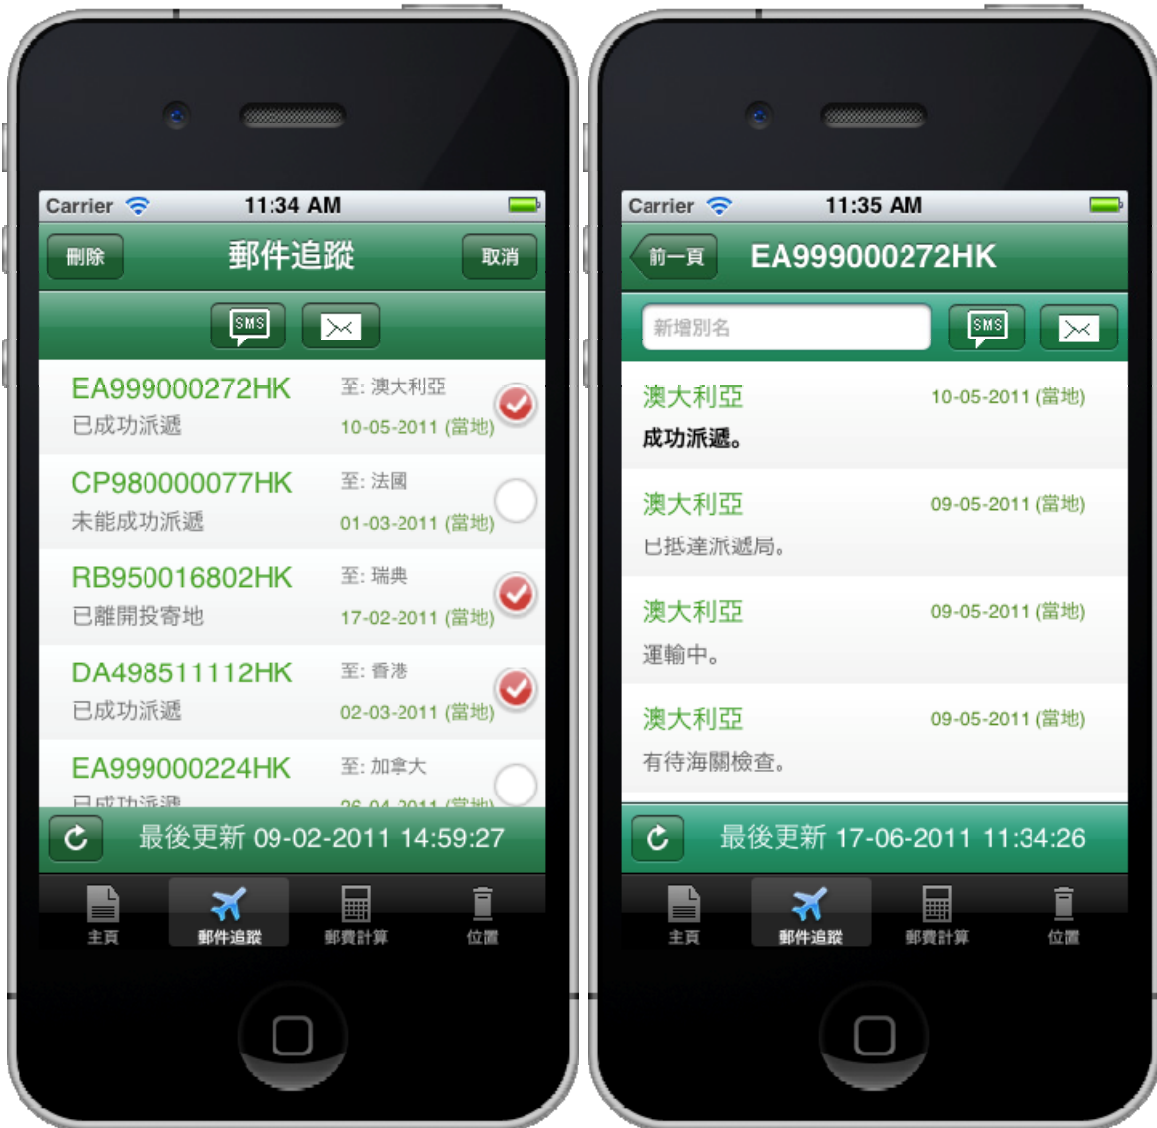 Carrier 11:34 AM
刪除 郵件追蹤 取消
SMS
EA999000272HK 至: 澳大利亞
已成功派遞 10-05-2011 (當地)
CP980000077HK 至: 法國
未能成功派遞 01-03-2011 (當地)
RB950016802HK 至: 瑞典
已離開投寄地 17-02-2011 (當地)
DA498511112HK 至: 香港
已成功派遞 02-03-2011 (當地)
EA999000224HK 至: 加拿大
已成功派遞 26-04-2011 (當地)
最後更新 09-02-2011 14:59:27
主頁 郵件追蹤 郵費計算 位置
Carrier 11:35 AM
前一頁 EA999000272HK
新增別名 SMS
澳大利亞 10-05-2011 (當地)
成功派遞。
澳大利亞 09-05-2011 (當地)
已抵達派遞局。
澳大利亞 09-05-2011 (當地)
運輸中。
澳大利亞 09-05-2011 (當地)
有待海關檢查。
最後更新 17-06-2011 11:34:26
主頁 郵件追蹤 郵費計算 位置